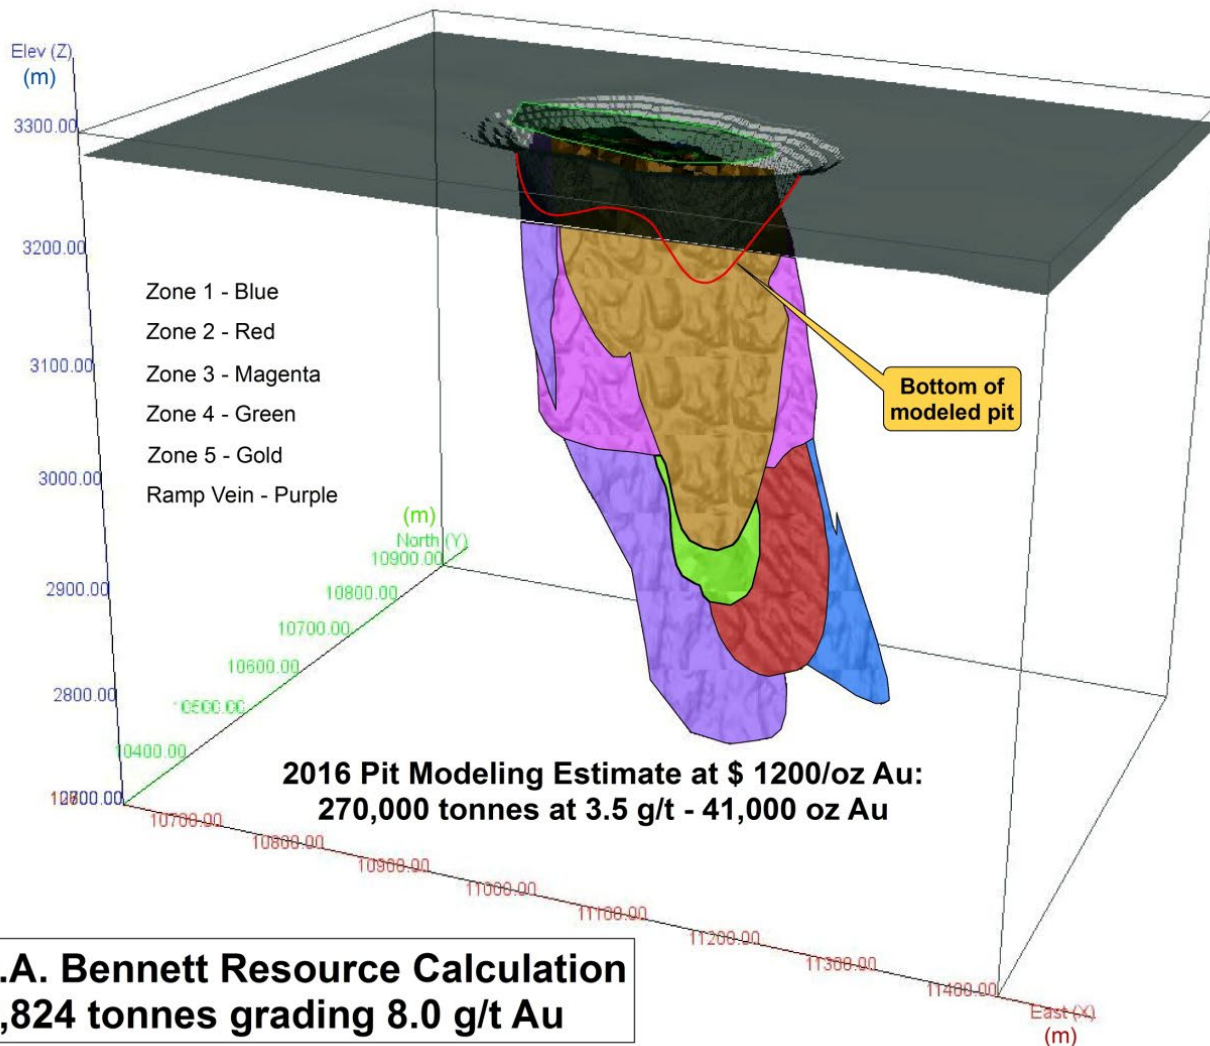 Elev (Z)
(m)
3300.00
3200.00
3100.00
3000.00
2900.00
2800.00
Zone 1 - Blue
Zone 2 - Red
Zone 3 - Magenta
Zone 4 - Green
Zone 5 - Gold
Ramp Vein - Purple
Bottom of
modeled pit
(m)
North (Y)
10900.00
10800.00
10700.00
10600.00
10500.00
10400.00
2016 Pit Modeling Estimate at $ 1200/oz Au:
270,000 tonnes at 3.5 g/t - 41,000 oz Au
10700.00
10800.00
10900.00
11000.00
11100.00
11200.00
11300.00
11400.00
East (X)
(m)
.A. Bennett Resource Calculation
,824 tonnes grading 8.0 g/t Au